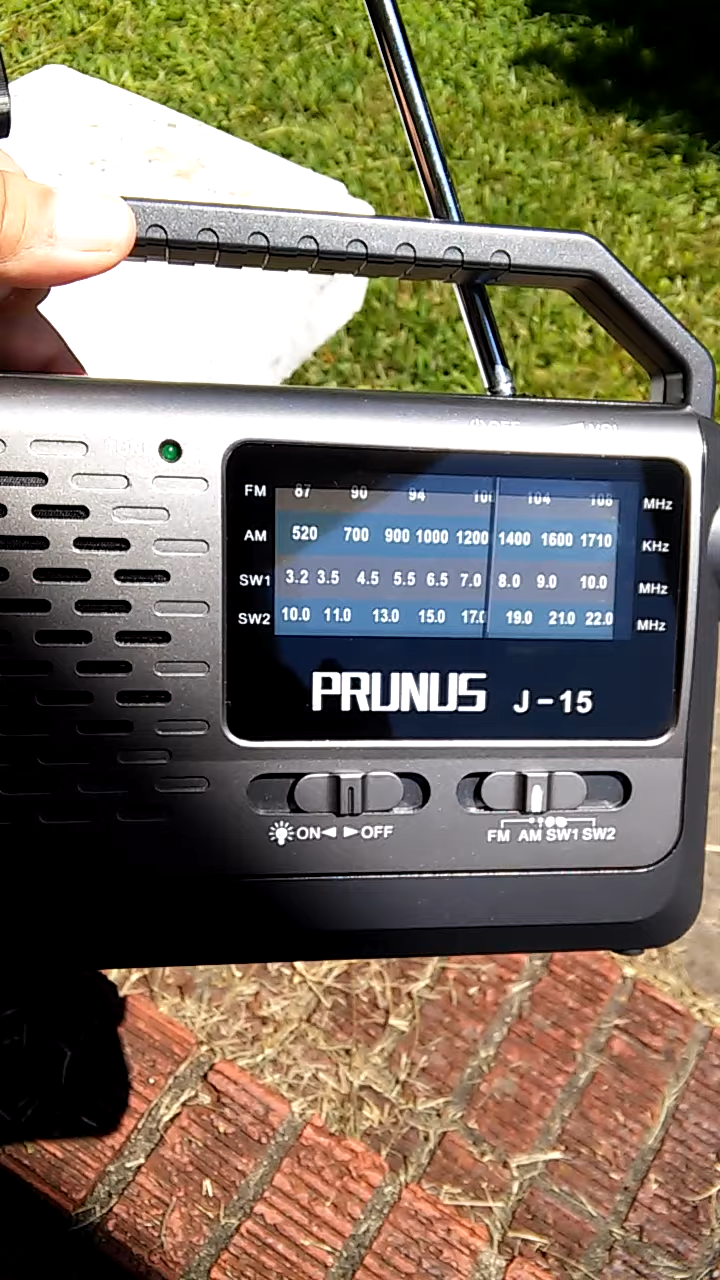 OFF VOL
FM 87 90 94 100 104 108 MHz
AM 520 700 900 1000 1200 1400 1600 1710 KHz
SW1 3.2 3.5 4.5 5.5 6.5 7.0 8.0 9.0 10.0 MHz
SW2 10.0 11.0 13.0 15.0 17.0 19.0 21.0 22.0 MHz
PRUNUS J-15
ON◄ ►OFF
FM AM SW1 SW2